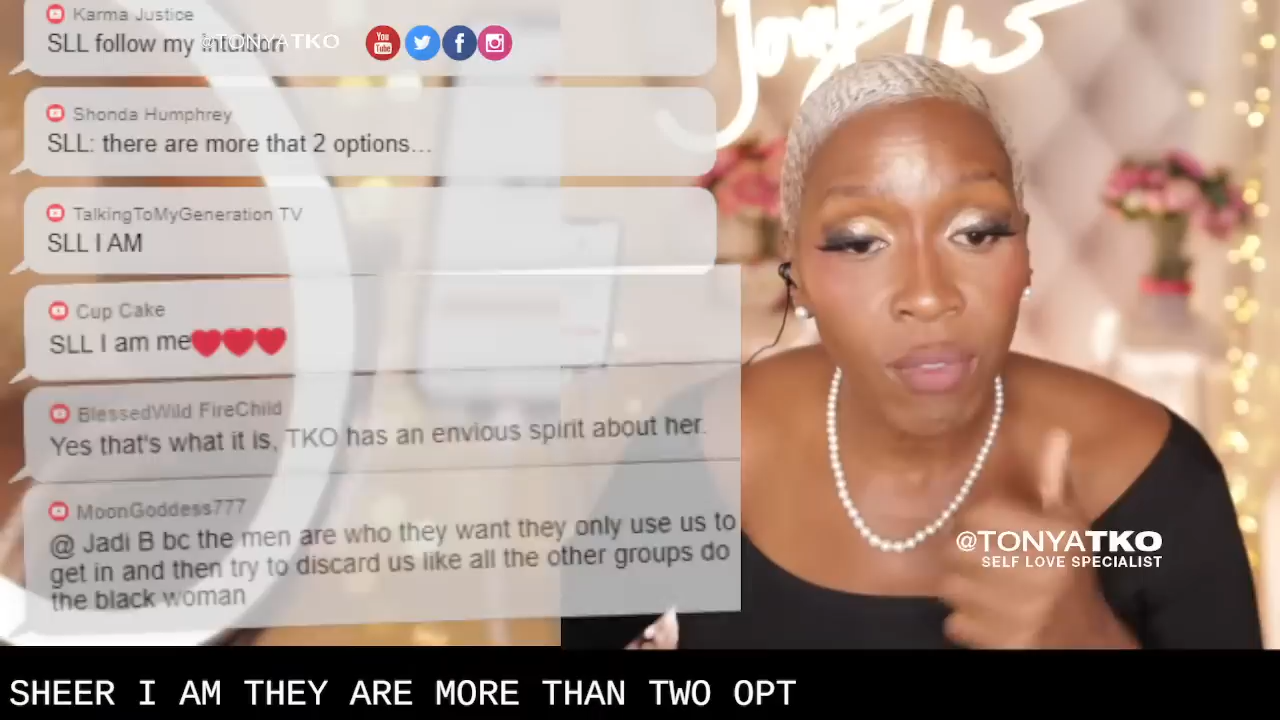 Karma Justice
SLL follow my intuition
@TONYATKO
You Tube
Tonya Tko
Shonda Humphrey
SLL: there are more that 2 options...
TalkingToMyGeneration TV
SLL I AM
Cup Cake
SLL I am me
BlessedWild FireChild
Yes that's what it is, TKO has an envious spirit about her.
MoonGoddess777
@ Jadi B bc the men are who they want they only use us to
get in and then try to discard us like all the other groups do
the black woman
@TONYATKO
SELF LOVE SPECIALIST
SHEER I AM THEY ARE MORE THAN TWO OPT